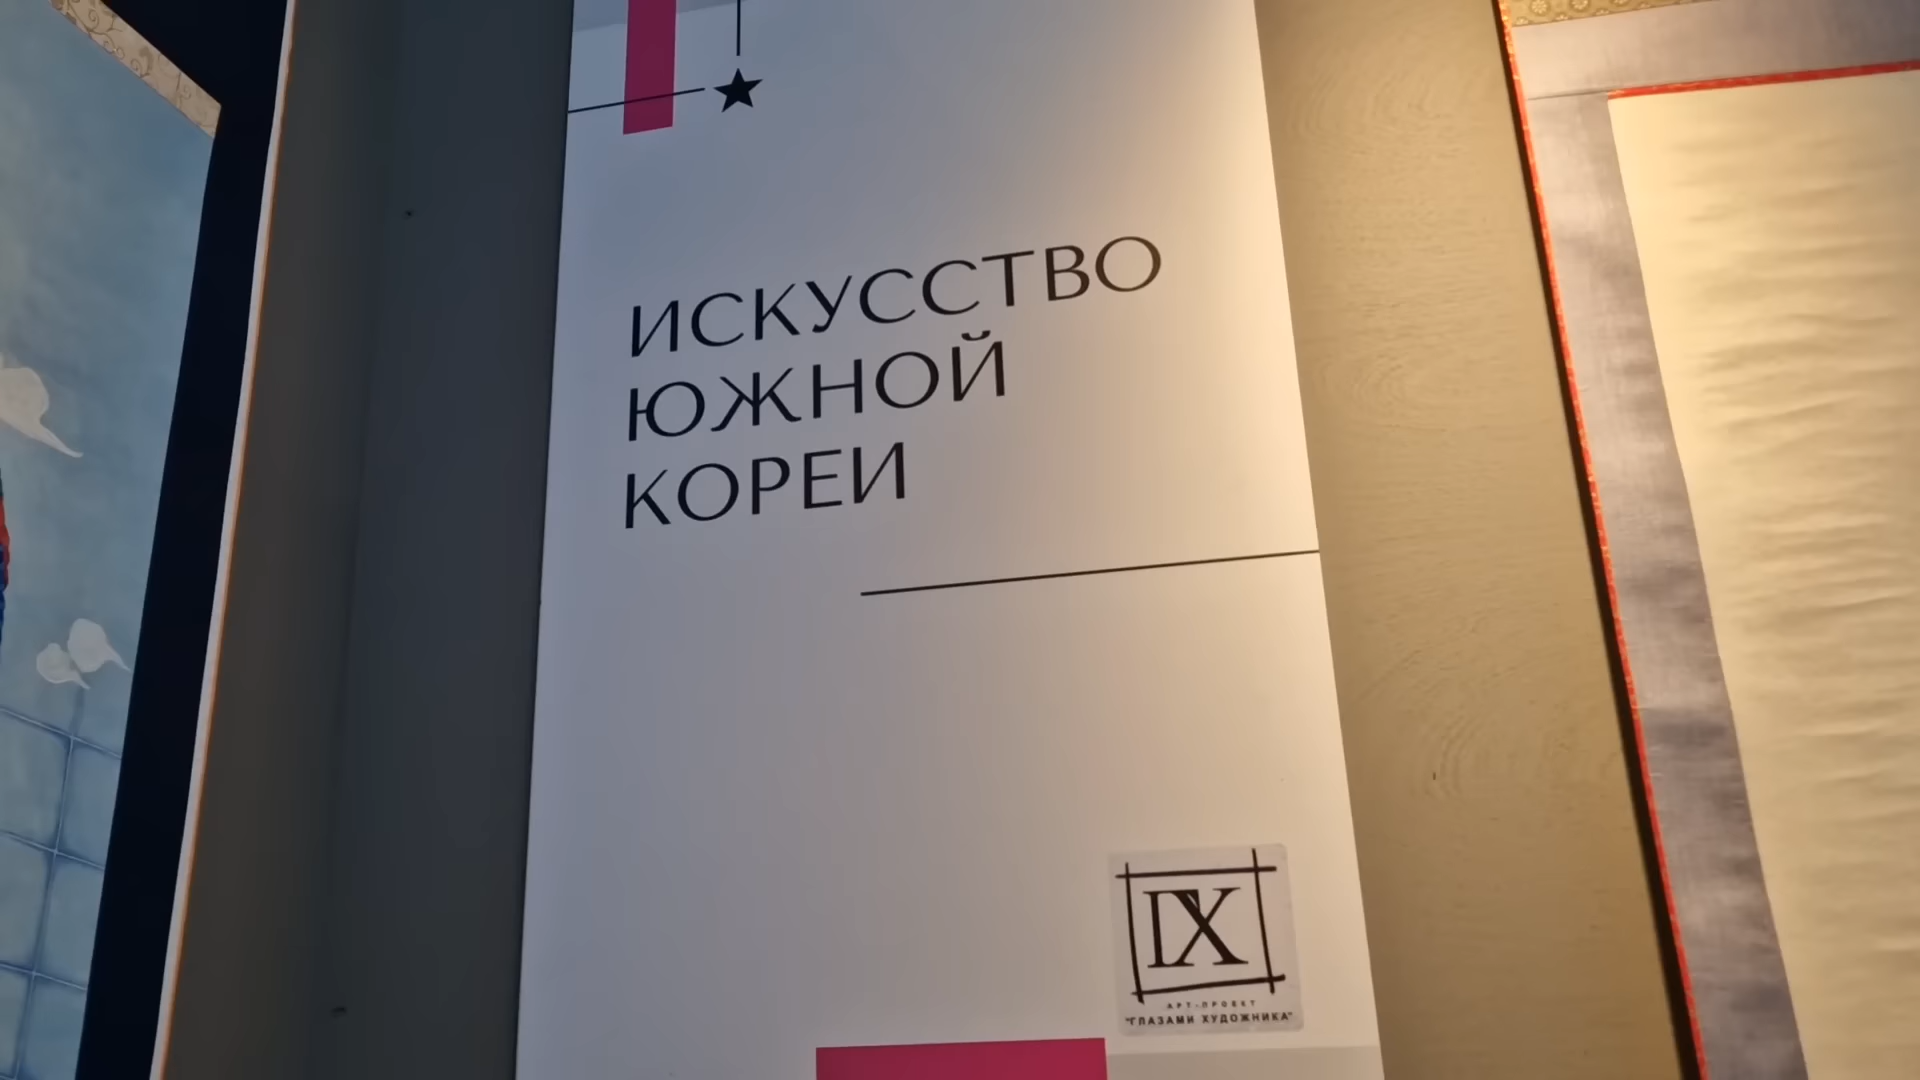 ИСКУССТВО
ЮЖНОЙ
КОРЕИ
IX
АРТ-ПРОЕКТ
"ГЛАЗАМИ ХУДОЖНИКА"